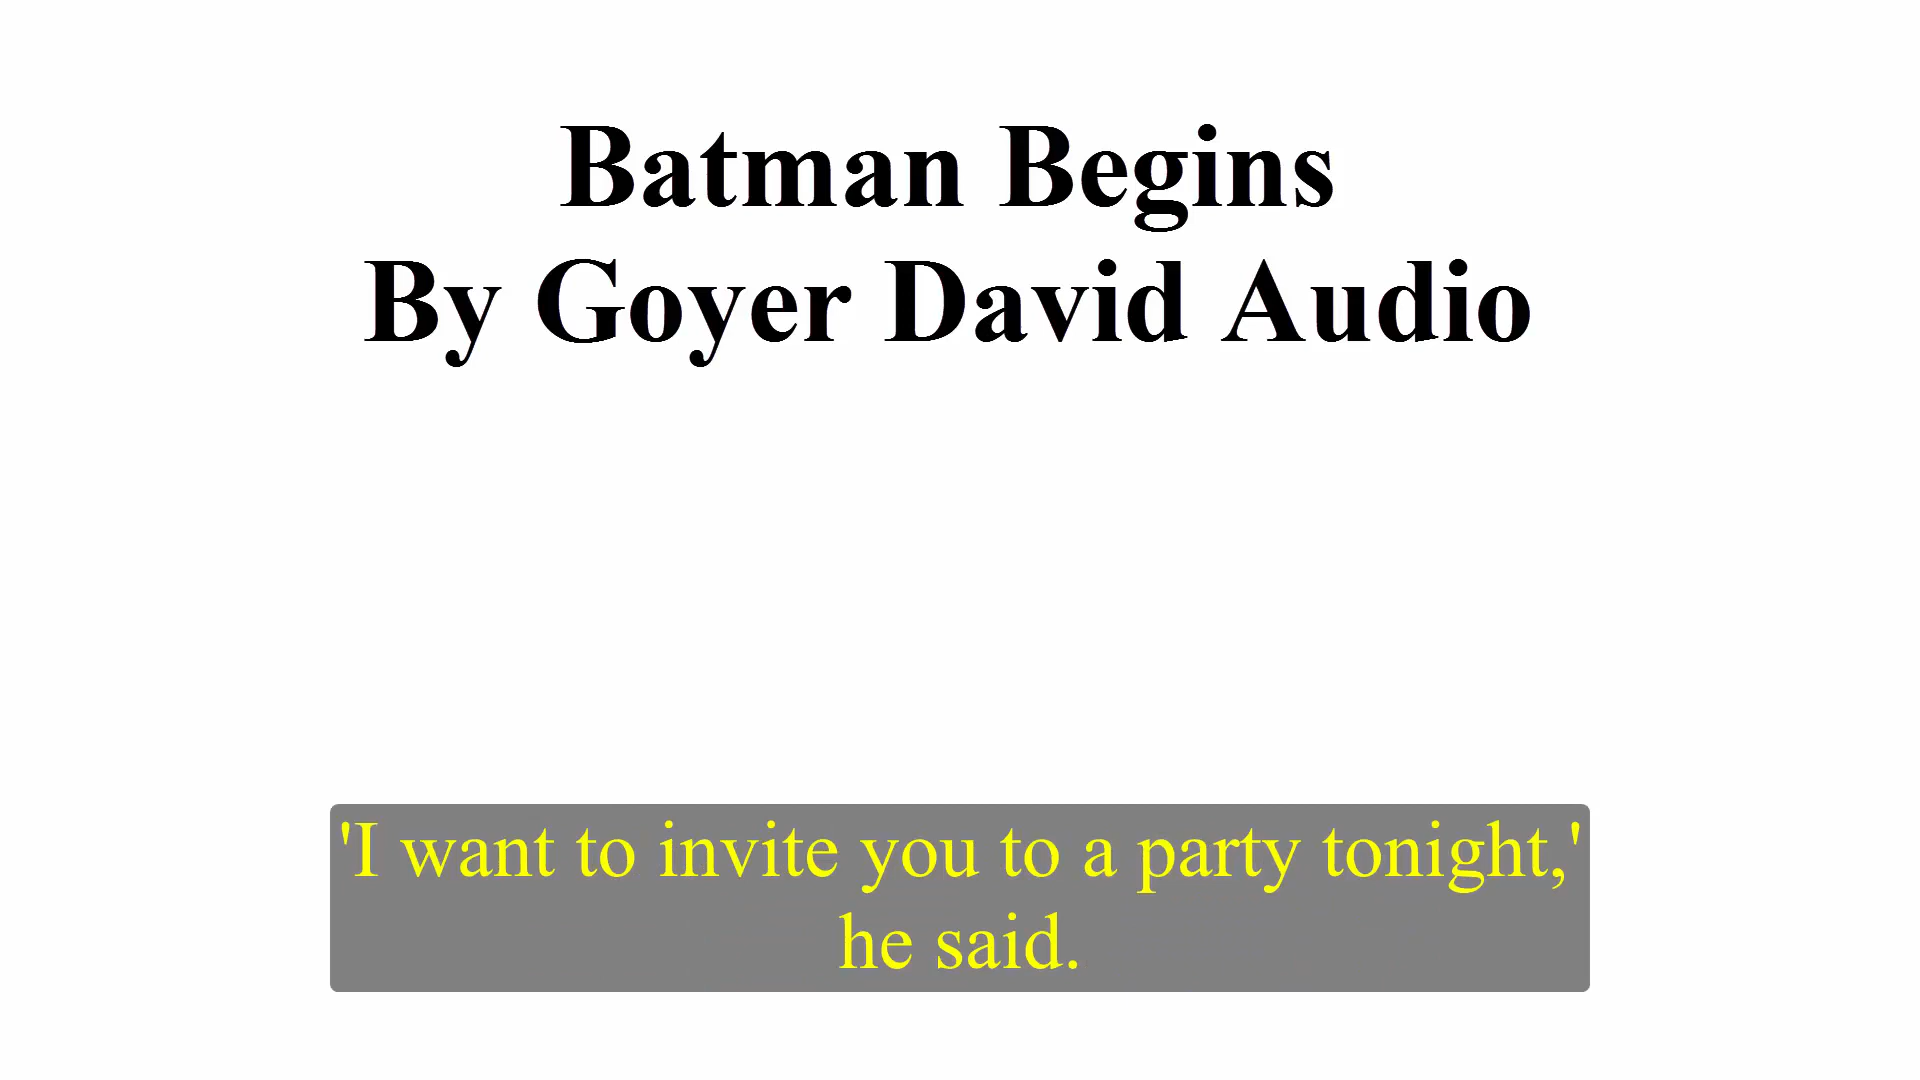 Batman Begins
By Goyer David Audio
'I want to invite you to a party tonight,'
he said.